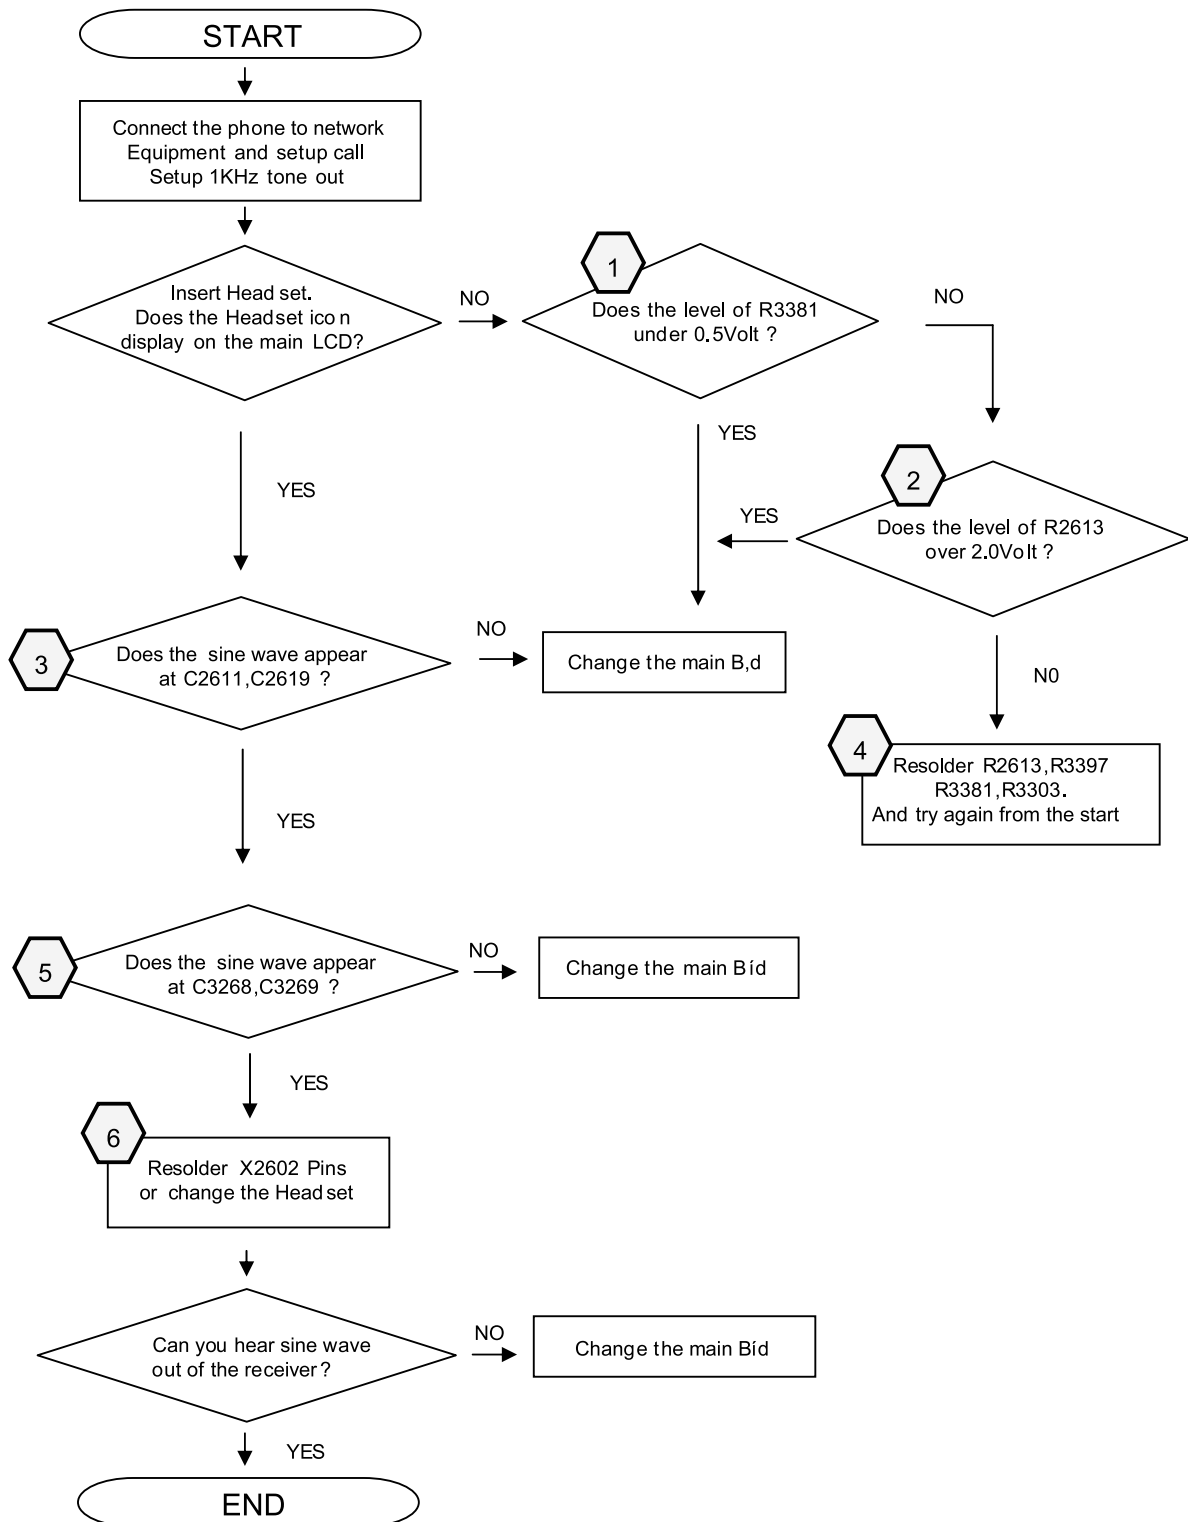 START
Connect the phone to network
Equipment and setup call
Setup 1KHz tone out
Insert Head set.
Does the Headset icon
display on the main LCD?
NO
1
Does the level of R3381
under 0.5Volt ?
NO
YES
YES
2
Does the level of R2613
over 2.0Volt ?
YES
3
Does the sine wave appear
at C2611,C2619 ?
NO
Change the main B,d
N0
4
Resolder R2613,R3397
R3381,R3303.
And try again from the start
YES
5
Does the sine wave appear
at C3268,C3269 ?
NO
Change the main Bíd
YES
6
Resolder X2602 Pins
or change the Head set
Can you hear sine wave
out of the receiver?
NO
Change the main Bíd
YES
END